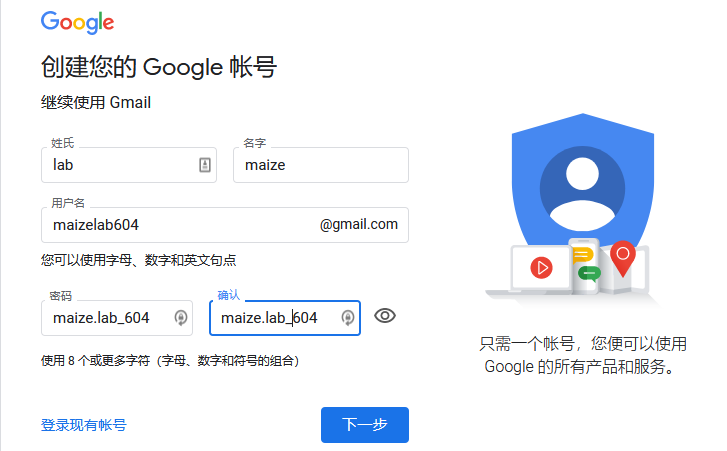 Google
创建您的 Google 帐号
继续使用 Gmail
姓氏 名字
lab maize
用户名
maizelab604 @gmail.com
您可以使用字母、数字和英文句点
密码 确认
maize.lab_604 maize.lab_604
使用 8 个或更多字符（字母、数字和符号的组合）
登录现有帐号 下一步
只需一个帐号，您便可以使用
Google 的所有产品和服务。